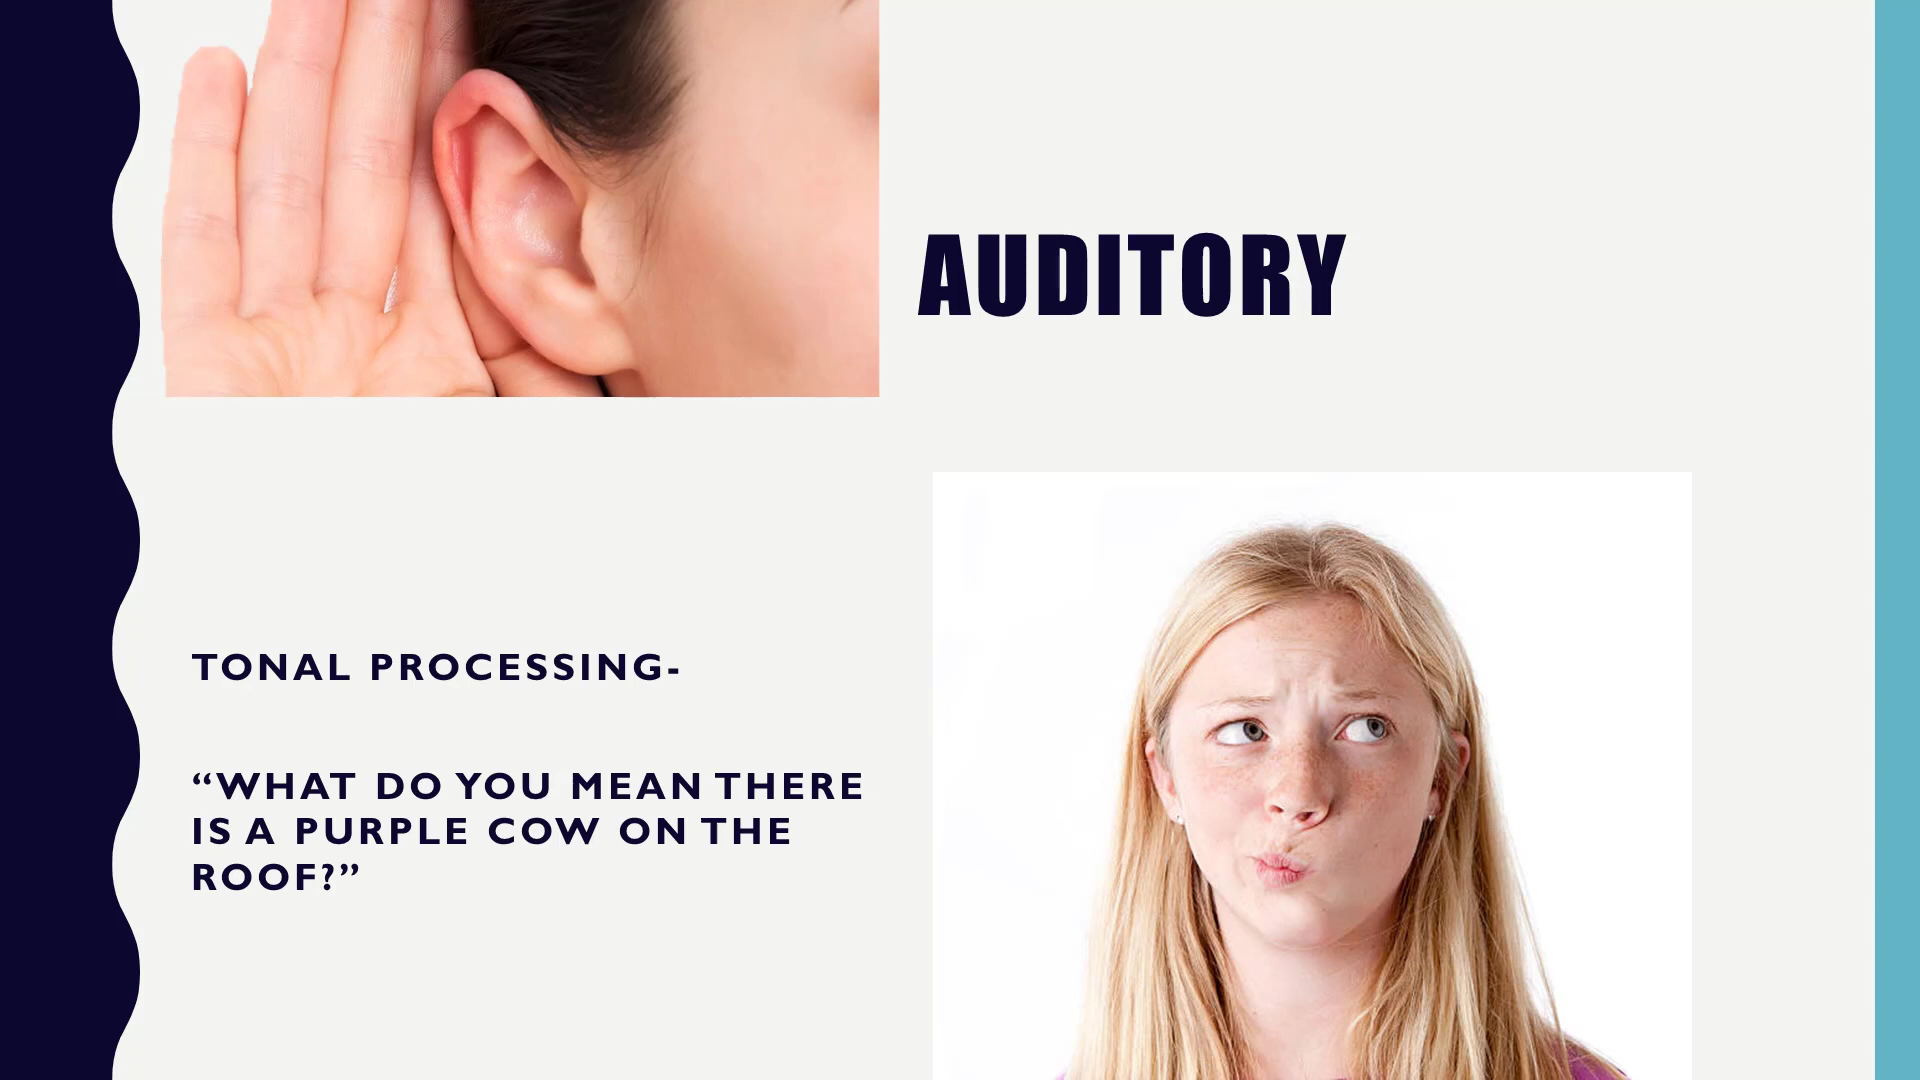 AUDITORY
TONAL PROCESSING-
“WHAT DO YOU MEAN THERE
IS A PURPLE COW ON THE
ROOF?”